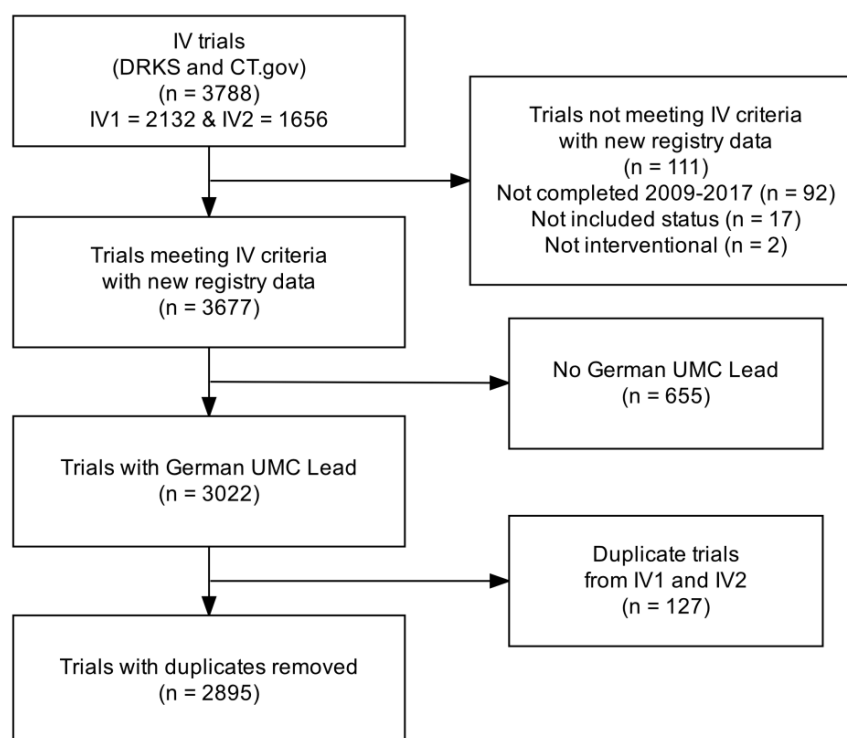 IV trials
(DRKS and CT.gov)
(n = 3788)
IV1 = 2132 & IV2 = 1656
Trials not meeting IV criteria
with new registry data
(n = 111)
Not completed 2009-2017 (n = 92)
Not included status (n = 17)
Not interventional (n = 2)
Trials meeting IV criteria
with new registry data
(n = 3677)
No German UMC Lead
(n = 655)
Trials with German UMC Lead
(n = 3022)
Duplicate trials
from IV1 and IV2
(n = 127)
Trials with duplicates removed
(n = 2895)